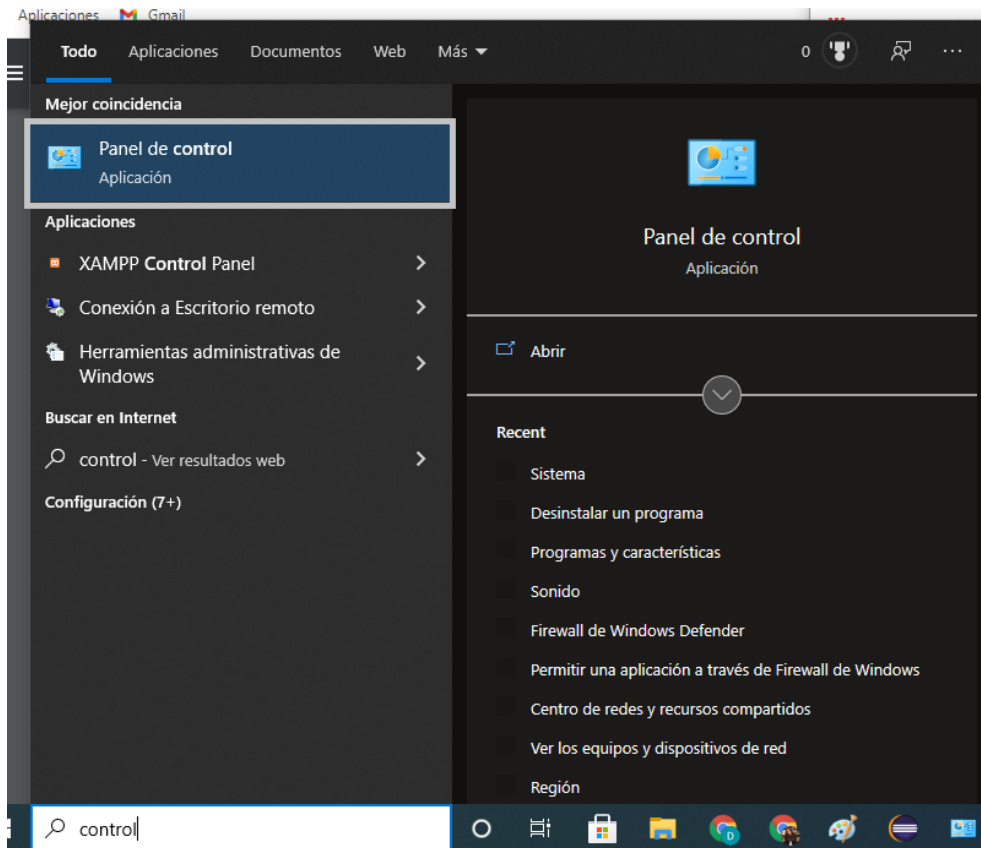 Aplicaciones Gmail
Todo Aplicaciones Documentos Web Más 0
Mejor coincidencia
Panel de control
Aplicación
Aplicaciones
XAMPP Control Panel
Conexión a Escritorio remoto
Herramientas administrativas de
Windows
Buscar en Internet
control - Ver resultados web
Configuración (7+)
Panel de control
Aplicación
Abrir
Recent
Sistema
Desinstalar un programa
Programas y características
Sonido
Firewall de Windows Defender
Permitir una aplicación a través de Firewall de Windows
Centro de redes y recursos compartidos
Ver los equipos y dispositivos de red
Región
control
D